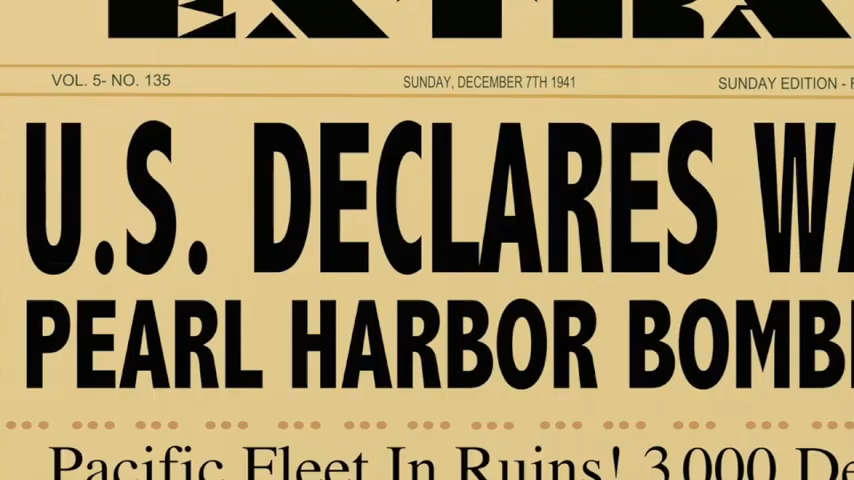 EXTRA
VOL. 5- NO. 135 SUNDAY, DECEMBER 7TH 1941 SUNDAY EDITION -
U.S. DECLARES
PEARL HARBOR
Pacific Fleet In Ruins! 3,000